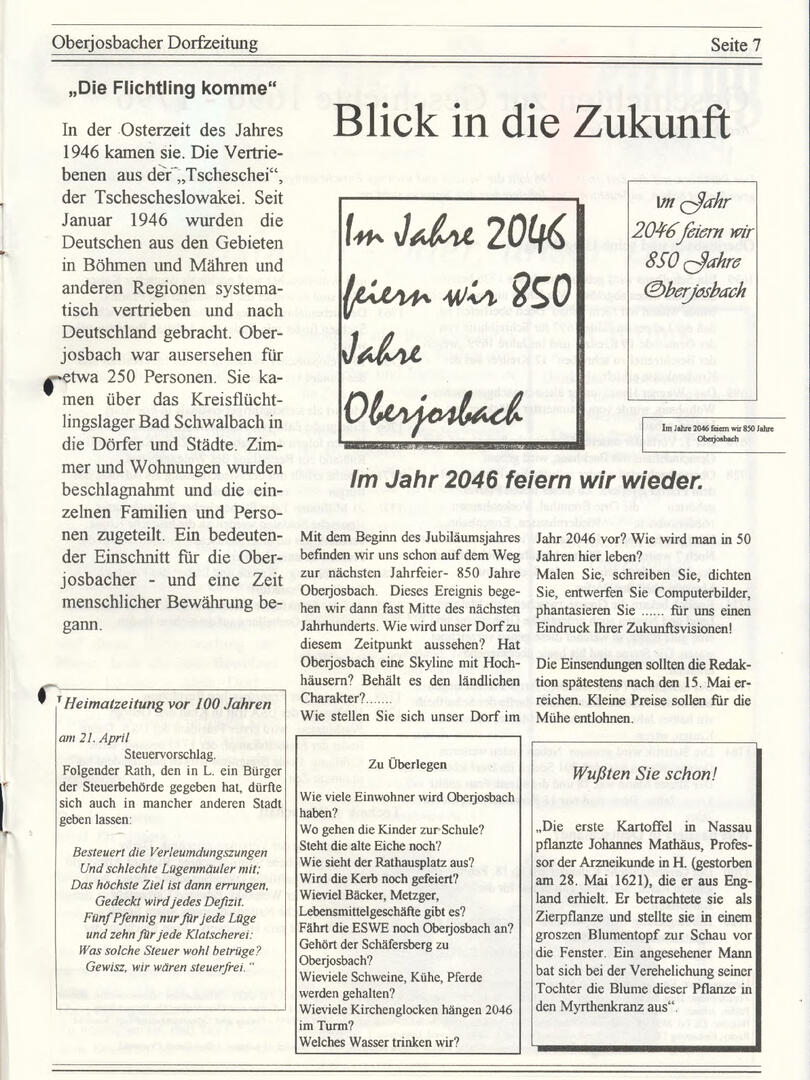 Oberjosbacher Dorfzeitung
Seite 7
„Die Flichtling komme“
In der Osterzeit des Jahres
1946 kamen sie. Die Vertrie-
benen aus der „Tscheschei“,
der Tschescheslowakei. Seit
Januar 1946 wurden die
Deutschen aus den Gebieten
in Böhmen und Mähren und
anderen Regionen systema-
tisch vertrieben und nach
Deutschland gebracht. Ober-
josbach war ausersehen für
etwa 250 Personen. Sie ka-
men über das Kreisflücht-
lingslager Bad Schwalbach in
die Dörfer und Städte. Zim-
mer und Wohnungen wurden
beschlagnahmt und die ein-
zelnen Familien und Perso-
nen zugeteilt. Ein bedeuten-
der Einschnitt für die Ober-
josbacher - und eine Zeit
menschlicher Bewährung be-
gann.
Heimatzeitung vor 100 Jahren
am 21. April
Steuervorschlag.
Folgender Rath, den in L. ein Bürger
der Steuerbehörde gegeben hat, dürfte
sich auch in mancher anderen Stadt
geben lassen:
Besteuert die Verleumdungszungen
Und schlechte Lügenmäuler mit;
Das höchste Ziel ist dann errungen,
Gedeckt wird jedes Defizit.
Fünf Pfennig nur für jede Lüge
und zehn für jede Klatscherei:
Was solche Steuer wohl betrüge?
Gewisz, wir wären steuerfrei. “
Blick in die Zukunft
Im Jahre 2046
feiern wir 850
Jahre
Oberjosbach
Im Jahr
2046 feiern wir
850 Jahre
Oberjosbach
Im Jahre 2046 feiern wir 850 Jahre
Oberjosbach
Im Jahr 2046 feiern wir wieder.
Mit dem Beginn des Jubiläumsjahres
befinden wir uns schon auf dem Weg
zur nächsten Jahrfeier- 850 Jahre
Oberjosbach. Dieses Ereignis bege-
hen wir dann fast Mitte des nächsten
Jahrhunderts. Wie wird unser Dorf zu
diesem Zeitpunkt aussehen? Hat
Oberjosbach eine Skyline mit Hoch-
häusern? Behält es den ländlichen
Charakter?.......
Wie stellen Sie sich unser Dorf im
Jahr 2046 vor? Wie wird man in 50
Jahren hier leben?
Malen Sie, schreiben Sie, dichten
Sie, entwerfen Sie Computerbilder,
phantasieren Sie ...... für uns einen
Eindruck Ihrer Zukunftsvisionen!
Die Einsendungen sollten die Redak-
tion spätestens nach den 15. Mai er-
reichen. Kleine Preise sollen für die
Mühe entlohnen.
Zu Überlegen
Wie viele Einwohner wird Oberjosbach
haben?
Wo gehen die Kinder zur Schule?
Steht die alte Eiche noch?
Wie sieht der Rathausplatz aus?
Wird die Kerb noch gefeiert?
Wieviel Bäcker, Metzger,
Lebensmittelgeschäfte gibt es?
Fährt die ESWE noch Oberjosbach an?
Gehört der Schäfersberg zu
Oberjosbach?
Wieviele Schweine, Kühe, Pferde
werden gehalten?
Wieviele Kirchenglocken hängen 2046
im Turm?
Welches Wasser trinken wir?
Wußten Sie schon!
„Die erste Kartoffel in Nassau
pflanzte Johannes Mathäus, Profes-
sor der Arzneikunde in H. (gestorben
am 28. Mai 1621), die er aus Eng-
land erhielt. Er betrachtete sie als
Zierpflanze und stellte sie in einem
groszen Blumentopf zur Schau vor
die Fenster. Ein angesehener Mann
bat sich bei der Verehelichung seiner
Tochter die Blume dieser Pflanze in
den Myrthenkranz aus“.